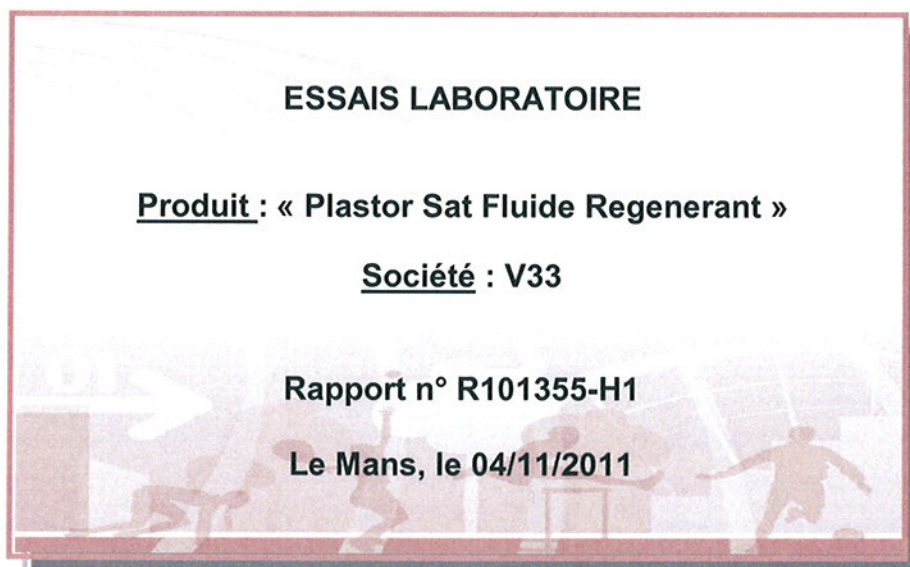 ESSAIS LABORATOIRE
Produit : « Plastor Sat Fluide Regenerant »
Société : V33
Rapport n° R101355-H1
Le Mans, le 04/11/2011